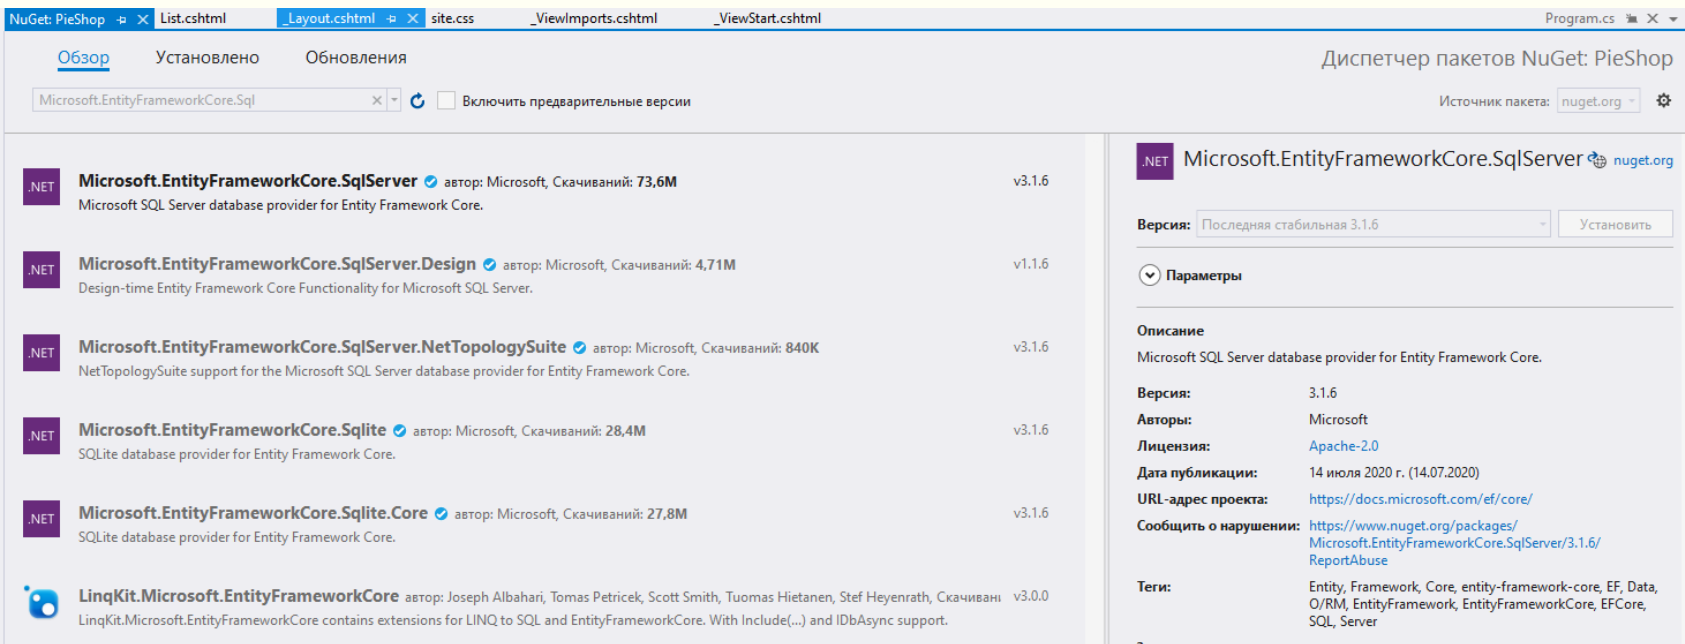 NuGet: PieShop List.cshtml _Layout.cshtml site.css _ViewImports.cshtml _ViewStart.cshtml Program.cs
Обзор Установлено Обновления Диспетчер пакетов NuGet: PieShop
Microsoft.EntityFrameworkCore.Sql Включить предварительные версии Источник пакета: nuget.org
.NET Microsoft.EntityFrameworkCore.SqlServer автор: Microsoft, Скачиваний: 73,6M v3.1.6
Microsoft SQL Server database provider for Entity Framework Core.
.NET Microsoft.EntityFrameworkCore.SqlServer.Design автор: Microsoft, Скачиваний: 4,71M v1.1.6
Design-time Entity Framework Core Functionality for Microsoft SQL Server.
.NET Microsoft.EntityFrameworkCore.SqlServer.NetTopologySuite автор: Microsoft, Скачиваний: 840K v3.1.6
NetTopologySuite support for the Microsoft SQL Server database provider for Entity Framework Core.
.NET Microsoft.EntityFrameworkCore.Sqlite автор: Microsoft, Скачиваний: 28,4M v3.1.6
SQLite database provider for Entity Framework Core.
.NET Microsoft.EntityFrameworkCore.Sqlite.Core автор: Microsoft, Скачиваний: 27,8M v3.1.6
SQLite database provider for Entity Framework Core.
LinqKit.Microsoft.EntityFrameworkCore автор: Joseph Albahari, Tomas Petricek, Scott Smith, Tuomas Hietanen, Stef Heyenrath, Скачивані v3.0.0
LinqKit.Microsoft.EntityFrameworkCore contains extensions for LINQ to SQL and EntityFrameworkCore. With Include(...) and IDbAsync support.
.NET Microsoft.EntityFrameworkCore.SqlServer nuget.org
Версия: Последняя стабильная 3.1.6 Установить
Параметры
Описание
Microsoft SQL Server database provider for Entity Framework Core.
Версия: 3.1.6
Авторы: Microsoft
Лицензия: Apache-2.0
Дата публикации: 14 июля 2020 г. (14.07.2020)
URL-адрес проекта: https://docs.microsoft.com/ef/core/
Сообщить о нарушении: https://www.nuget.org/packages/
Microsoft.EntityFrameworkCore.SqlServer/3.1.6/
ReportAbuse
Теги: Entity, Framework, Core, entity-framework-core, EF, Data,
O/RM, EntityFramework, EntityFrameworkCore, EFCore,
SQL, Server